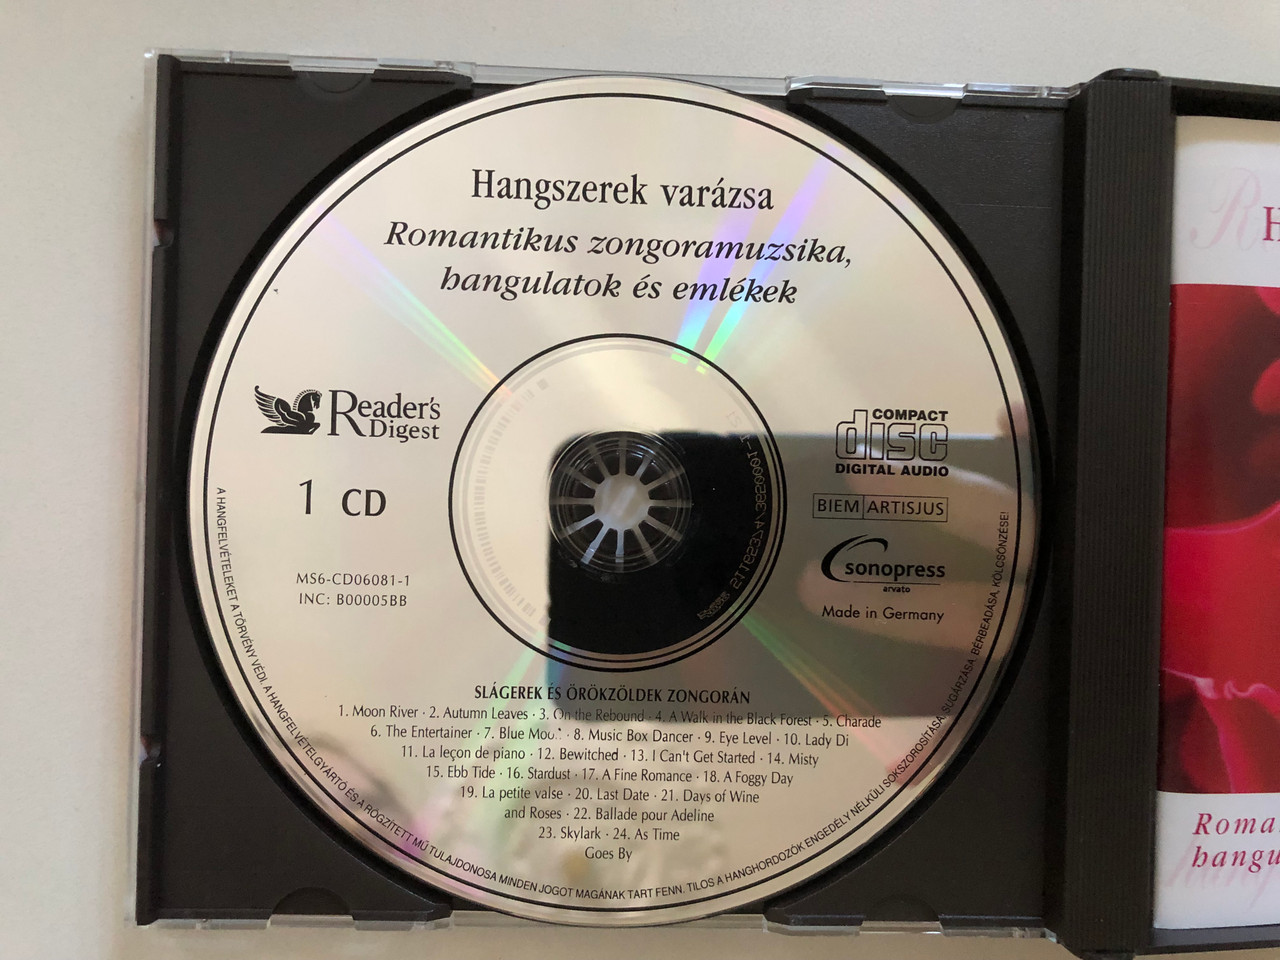 Hangszerek varázsa
Romantikus zongoramuzsika,
hangulatok és emlékek
Reader's
Digest
1 CD
MS6-CD06081-1
INC: B00005BB
COMPACT
disc
DIGITAL AUDIO
BIEM ARTISJUS
sonopress
arvato
Made in Germany
SLÁGEREK ÉS ÖRÖKZÖLDEK ZONGORÁN
1. Moon River · 2. Autumn Leaves · 3. On the Rebound · 4. A Walk in the Black Forest · 5. Charade
6. The Entertainer · 7. Blue Moon · 8. Music Box Dancer · 9. Eye Level · 10. Lady Di
11. La leçon de piano · 12. Bewitched · 13. I Can't Get Started · 14. Misty
15. Ebb Tide · 16. Stardust · 17. A Fine Romance · 18. A Foggy Day
19. La petite valse · 20. Last Date · 21. Days of Wine
and Roses · 22. Ballade pour Adeline
23. Skylark · 24. As Time
Goes By
A HANGFELVÉTELEKET A TÖRVÉNY VÉDI. A HANGFELVÉTELGYÁRTÓ ÉS A RÖGZÍTETT MŰ TULAJDONOSA MINDEN JOGOT MAGÁNAK TART FENN. TILOS A HANGHORDOZÓK ENGEDÉLY NÉLKÜLI SOKSZOROSÍTÁSA, SUGÁRZÁSA, BÉRBEADÁSA, KÖLCSÖNZÉSE!
H
Roma
hangu